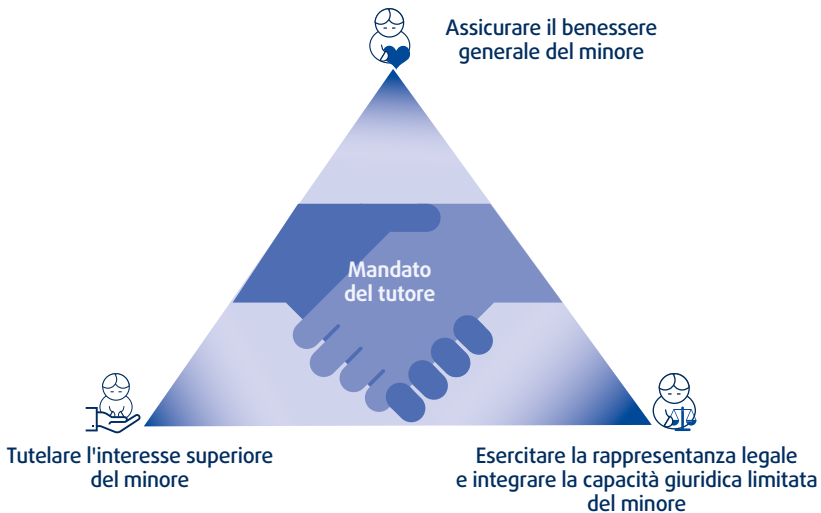 Assicurare il benessere
generale del minore
Mandato
del tutore
Tutelare l'interesse superiore
del minore
Esercitare la rappresentanza legale
e integrare la capacità giuridica limitata
del minore